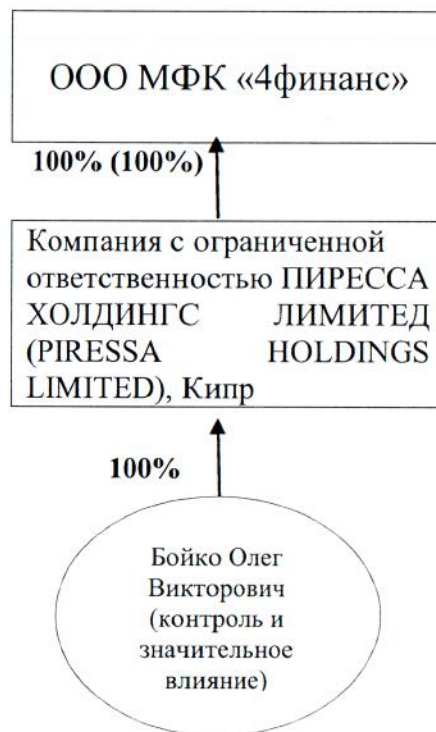 ООО МФК «4финанс»
100% (100%)
Компания с ограниченной
ответственностью ПИРЕССА
ХОЛДИНГС ЛИМИТЕД
(PIRESSA HOLDINGS
LIMITED), Кипр
100%
Бойко Олег
Викторович
(контроль и
значительное
влияние)